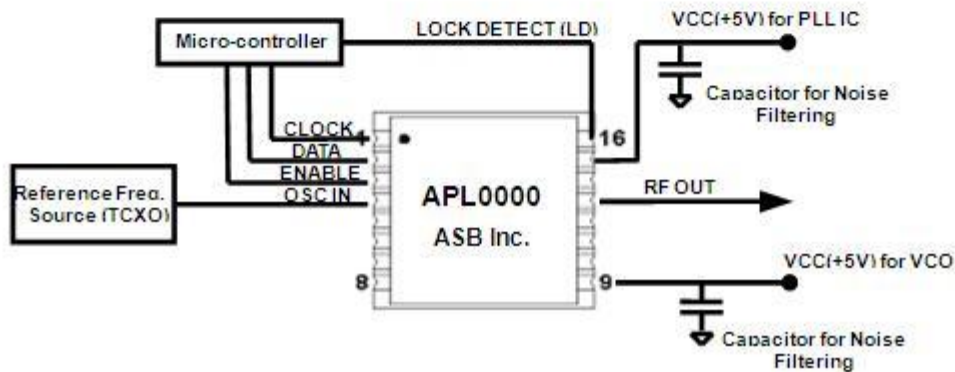 Micro-controller
LOCK DETECT (LD)
VCC(+5V) for PLL IC
Capacitor for Noise
Filtering
CLOCK
1
16
DATA
ENABLE
OSC IN
Reference Freq.
Source (TCXO)
APL0000
ASB Inc.
RF OUT
8
9
VCC(+5V) for VCO
Capacitor for Noise
Filtering